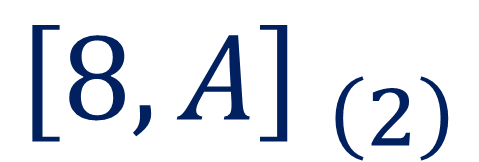 [8, A] (2)